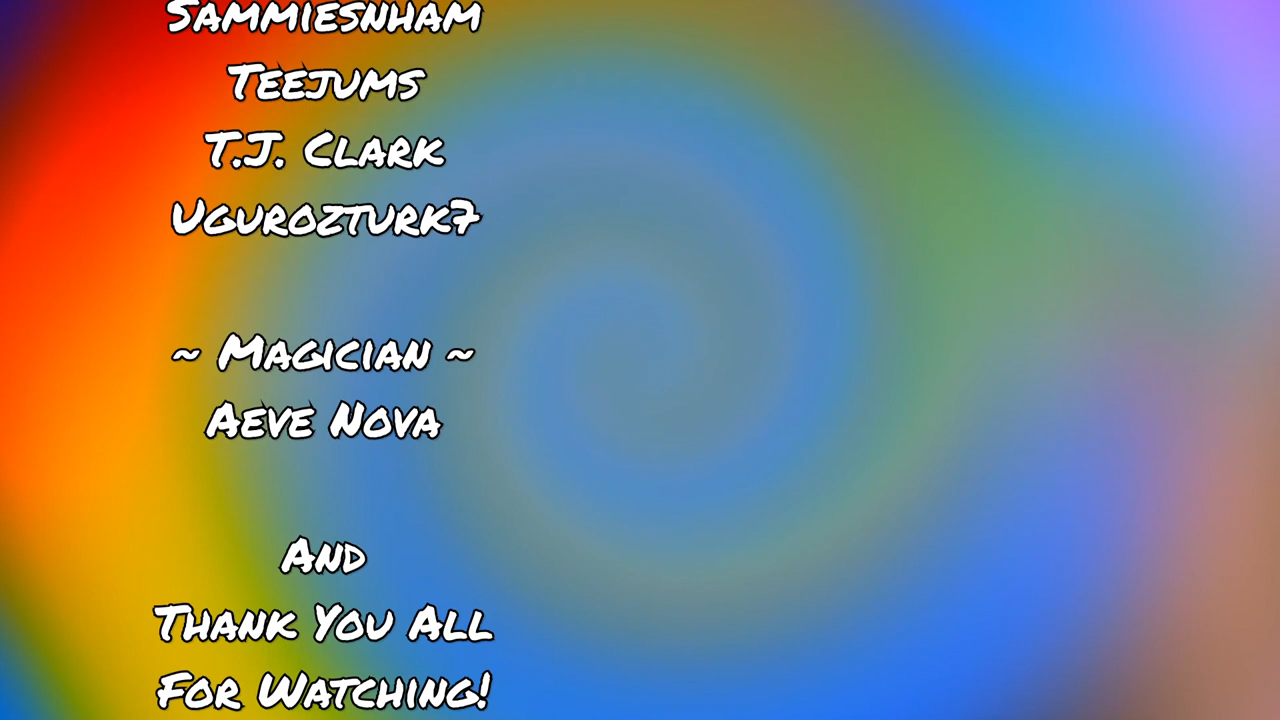 Sammiesnham
Teejums
T.J. Clark
Ugurozturk7
~ Magician ~
Aeve Nova
And
Thank You All
For Watching!